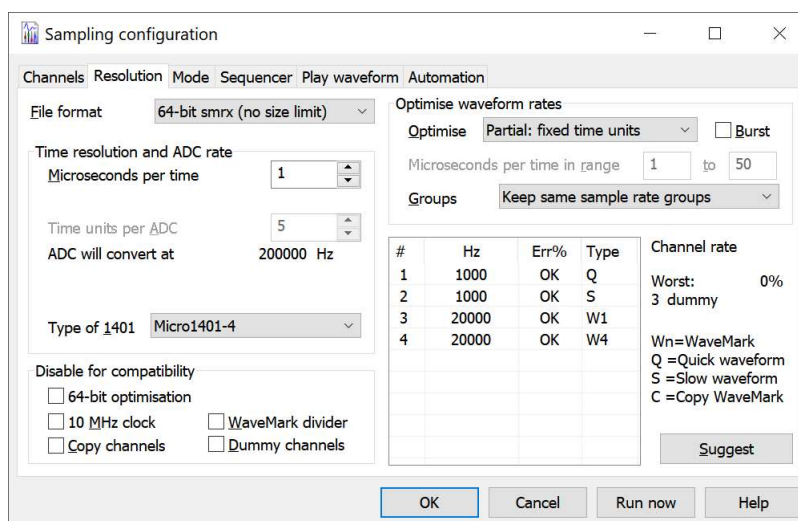 Sampling configuration
Channels Resolution Mode Sequencer Play waveform Automation
File format 64-bit smrx (no size limit)
Time resolution and ADC rate
Microseconds per time 1
Time units per ADC 5
ADC will convert at 200000 Hz
Type of 1401 Micro1401-4
Disable for compatibility
64-bit optimisation
10 MHz clock WaveMark divider
Copy channels Dummy channels
Optimise waveform rates
Optimise Partial: fixed time units Burst
Microseconds per time in range 1 to 50
Groups Keep same sample rate groups
# Hz Err% Type
1 1000 OK Q
2 1000 OK S
3 20000 OK W1
4 20000 OK W4
Channel rate
Worst: 0%
3 dummy
Wn=WaveMark
Q =Quick waveform
S =Slow waveform
C =Copy WaveMark
Suggest
OK Cancel Run now Help